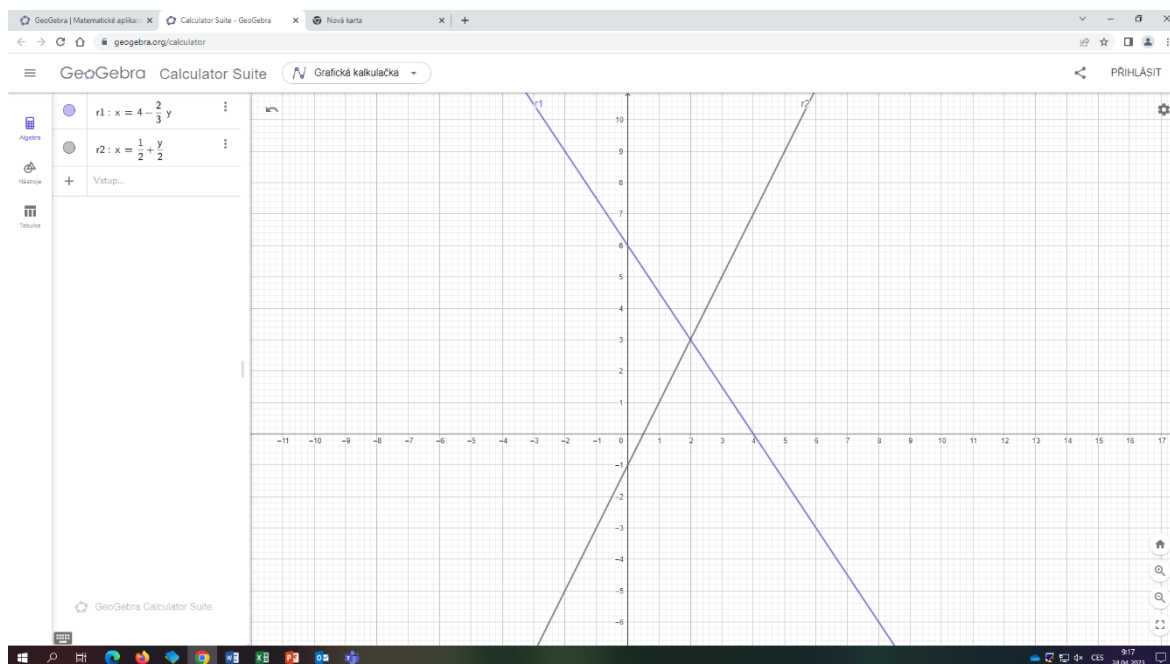 GeoGebra | Matematické aplikac
Calculator Suite - GeoGebra
Nová karta
geogebra.org/calculator
GeoGebra Calculator Suite
Grafická kalkulačka
PŘIHLÁSIT
Algebra
Nástroje
Tabulka
r1 : x = 4 − 2/3 y
r2 : x = 1/2 + y/2
Vstup...
r1
r2
10
9
8
7
6
5
4
3
2
1
−11 −10 −9 −8 −7 −6 −5 −4 −3 −2 −1 0 1 2 3 4 5 6 7 8 9 10 11 12 13 14 15 16 17
−1
−2
−3
−4
−5
−6
GeoGebra Calculator Suite
CES
9:17
24.04.2023